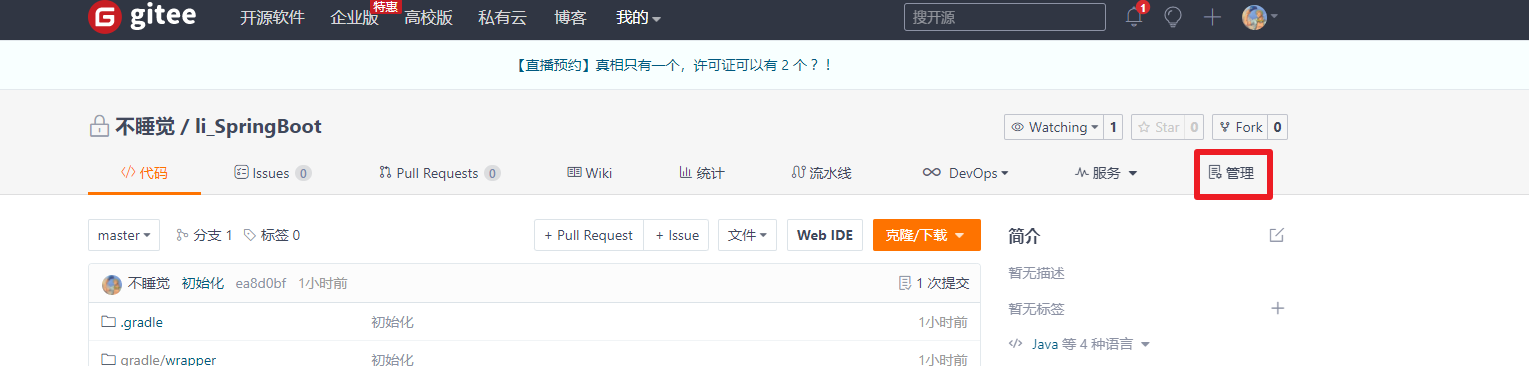 gitee 开源软件 企业版 特惠 高校版 私有云 博客 我的 搜开源 1
【直播预约】真相只有一个，许可证可以有 2 个？！
不睡觉 / li_SpringBoot Watching 1 Star 0 Fork 0
代码 Issues 0 Pull Requests 0 Wiki 统计 流水线 DevOps 服务 管理
master 分支 1 标签 0 + Pull Request + Issue 文件 Web IDE 克隆/下载 简介
不睡觉 初始化 ea8d0bf 1小时前 1 次提交 暂无描述
.gradle 初始化 1小时前 暂无标签
gradle/wrapper 初始化 1小时前 Java 等 4 种语言